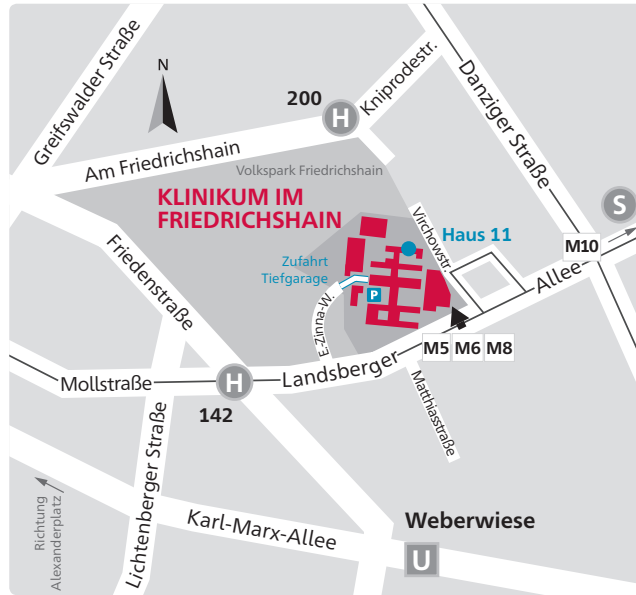 Greifswalder Straße
N
200
H
Kniprodestr.
Danziger Straße
Am Friedrichshain
Volkspark Friedrichshain
KLINIKUM IM
FRIEDRICHSHAIN
Virchowstr.
Haus 11
S
M10
Zufahrt
Tiefgarage
P
E.-Zinna-W.
Friedenstraße
Allee
Landsberger
M5 M6 M8
Mollstraße
H
142
Matthiasstraße
Lichtenberger Straße
Richtung
Alexanderplatz
Karl-Marx-Allee
Weberwiese
U